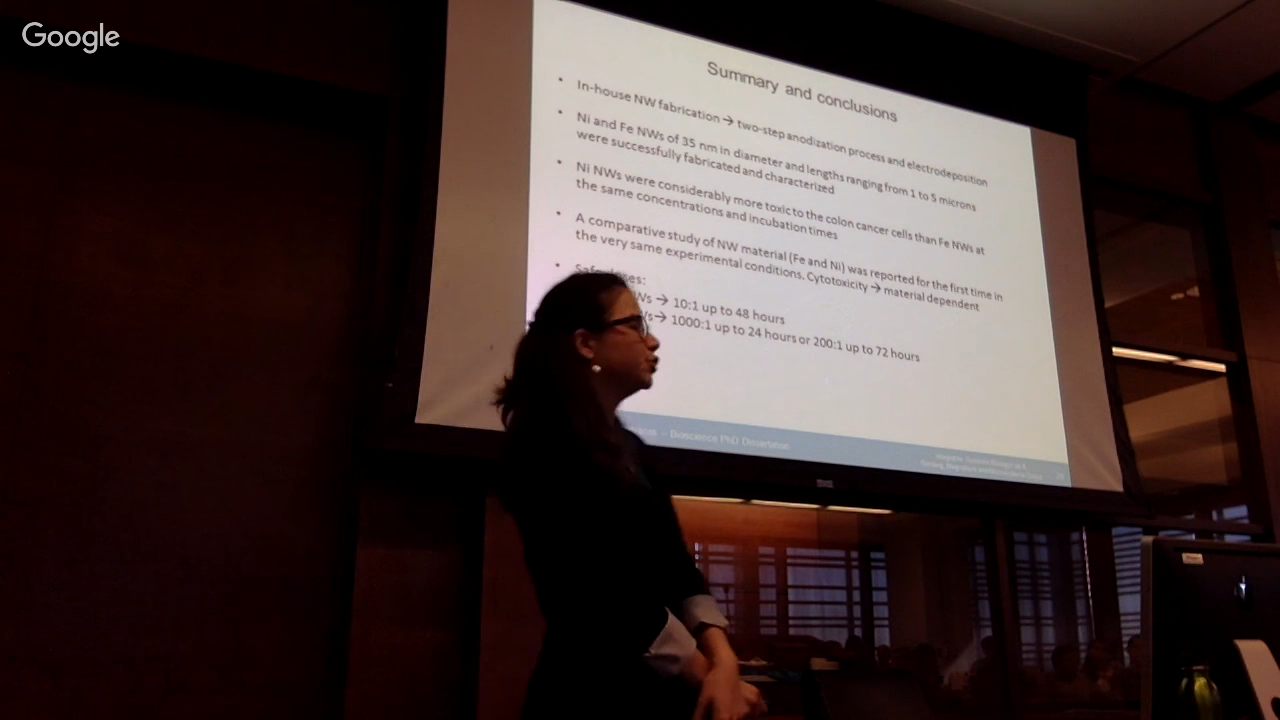 Google
Summary and conclusions
• In-house NW fabrication → two-step anodization process and electrodeposition
• Ni and Fe NWs of 35 nm in diameter and lengths ranging from 1 to 5 microns
were successfully fabricated and characterized
• Ni NWs were considerably more toxic to the colon cancer cells than Fe NWs at
the same concentrations and incubation times
• A comparative study of NW material (Fe and Ni) was reported for the first time in
the very same experimental conditions. Cytotoxicity → material dependent
→ 10:1 up to 48 hours
→ 1000:1 up to 24 hours or 200:1 up to 72 hours
– Bioscience PhD Dissertation